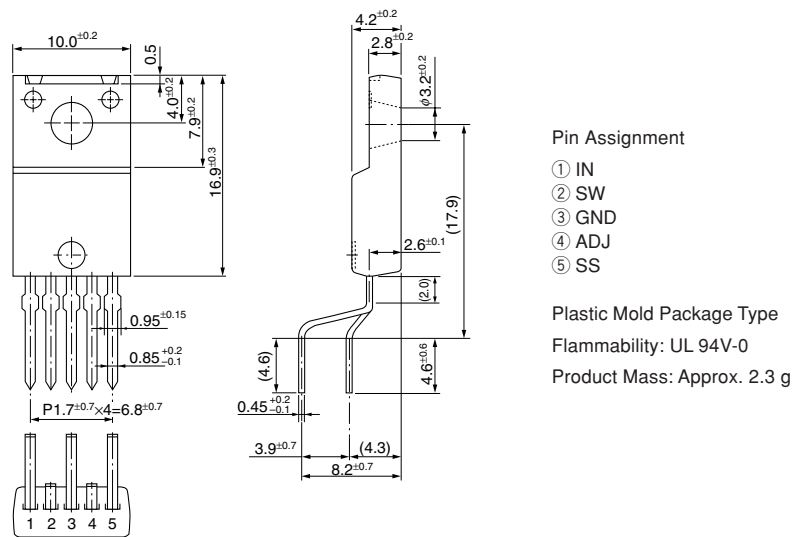 4.2±0.2
2.8±0.2
10.0±0.2
0.5
4.0±0.2
7.9±0.2
16.9±0.3
φ3.2±0.2
(17.9)
2.6±0.1
(2.0)
0.95±0.15
0.85+0.2−0.1
P1.7±0.7×4=6.8±0.7
(4.6)
4.6±0.6
0.45+0.2−0.1
3.9±0.7
(4.3)
8.2±0.7
1 2 3 4 5
Pin Assignment
① IN
② SW
③ GND
④ ADJ
⑤ SS
Plastic Mold Package Type
Flammability: UL 94V-0
Product Mass: Approx. 2.3 g